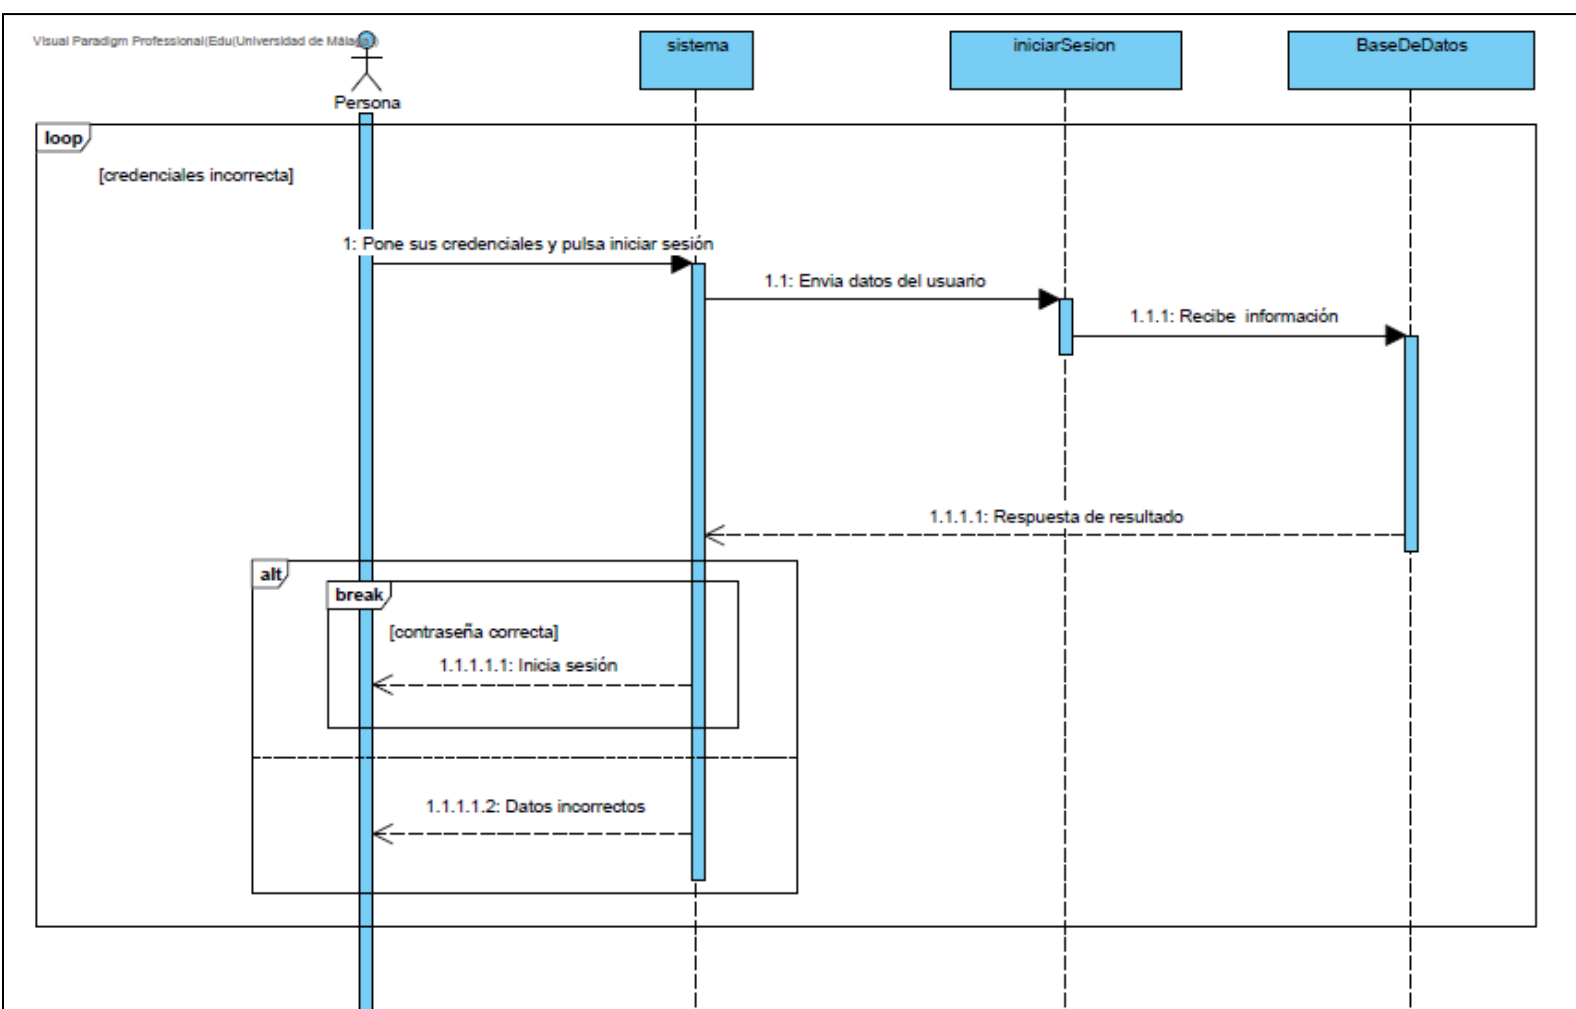 Visual Paradigm Professional(Edu(Universidad de Málaga))
Persona
sistema
iniciarSesion
BaseDeDatos
loop
[credenciales incorrecta]
1: Pone sus credenciales y pulsa iniciar sesión
1.1: Envia datos del usuario
1.1.1: Recibe información
1.1.1.1: Respuesta de resultado
alt
break
[contraseña correcta]
1.1.1.1.1: Inicia sesión
1.1.1.1.2: Datos incorrectos